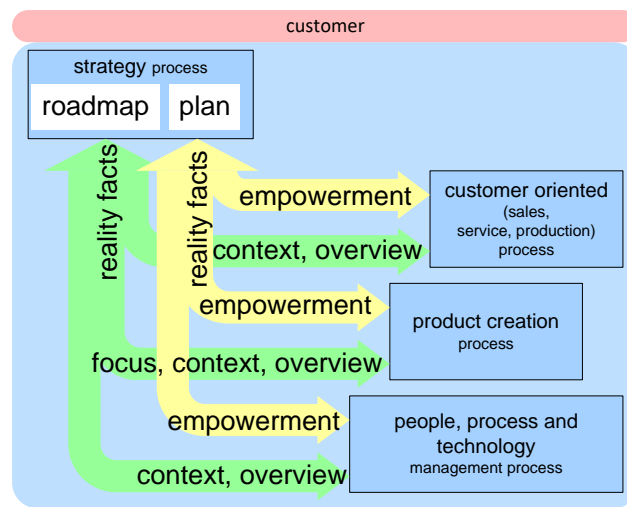 customer
strategy process
roadmap
plan
reality facts
reality facts
empowerment
customer oriented
(sales,
service, production)
process
context, overview
empowerment
product creation
process
focus, context, overview
empowerment
people, process and
technology
management process
context, overview